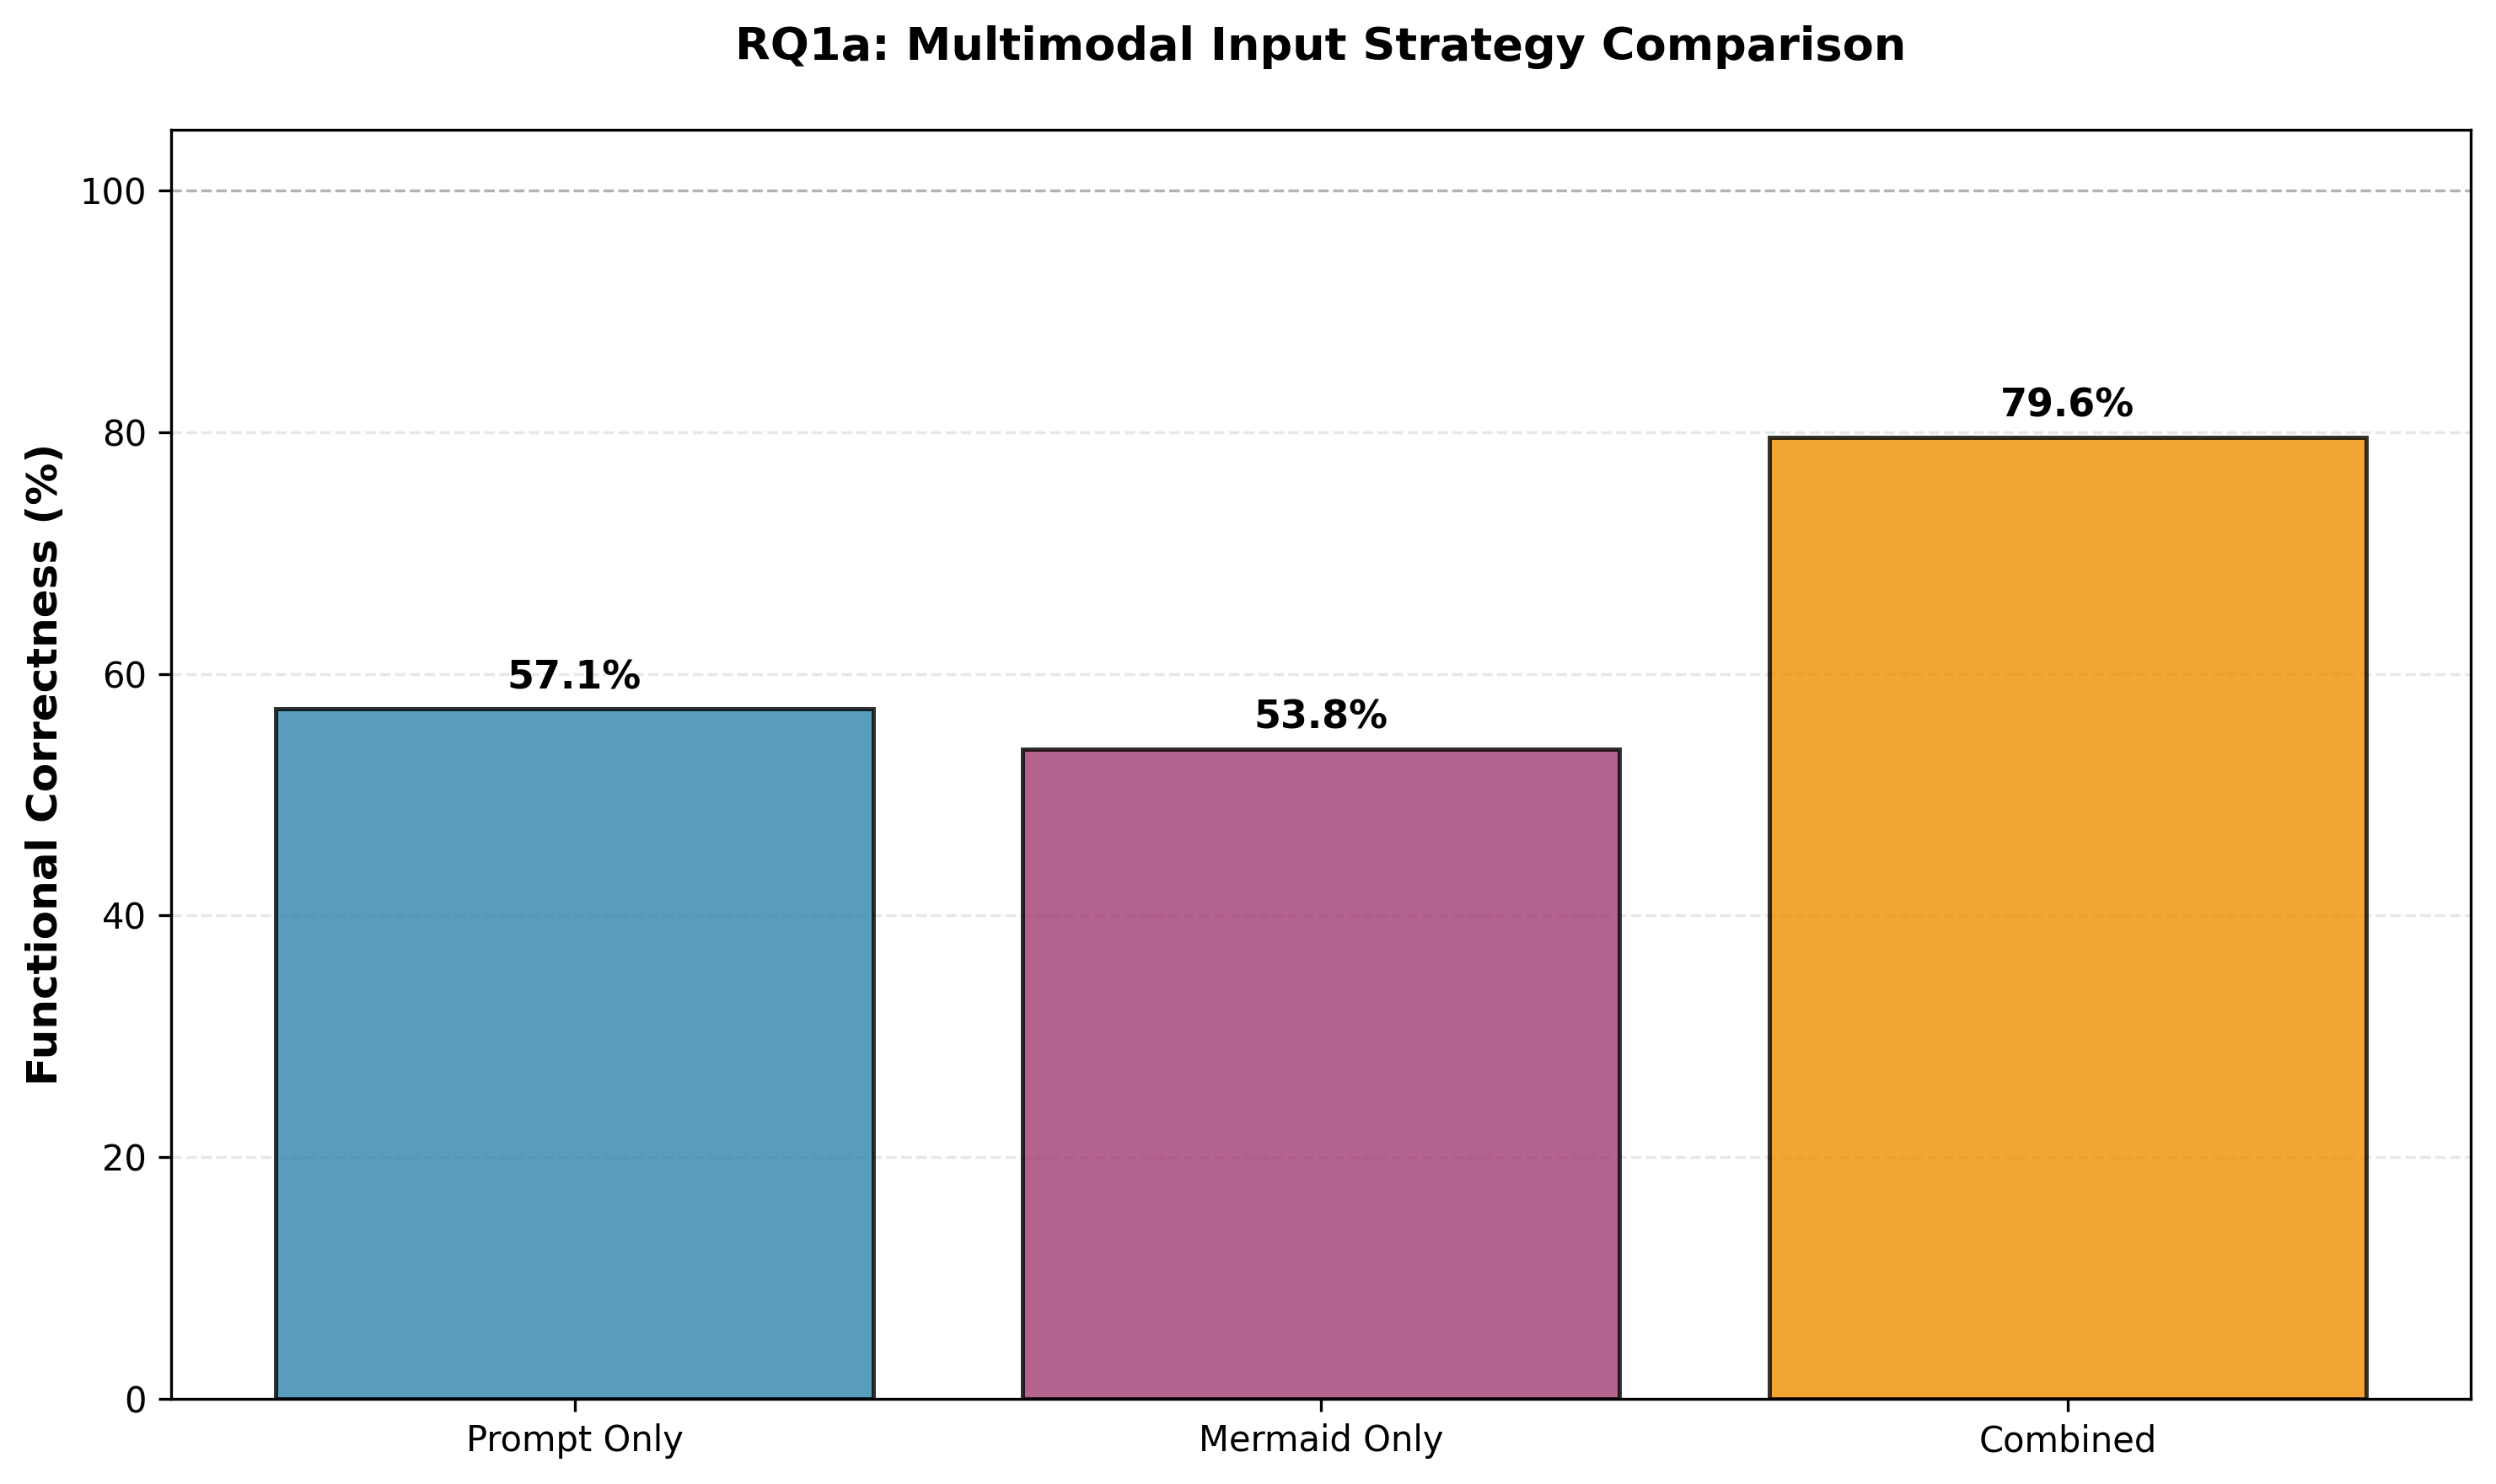 RQ1a: Multimodal Input Strategy Comparison
Functional Correctness (%)
100
80
60
40
20
0
57.1%
53.8%
79.6%
Prompt Only
Mermaid Only
Combined